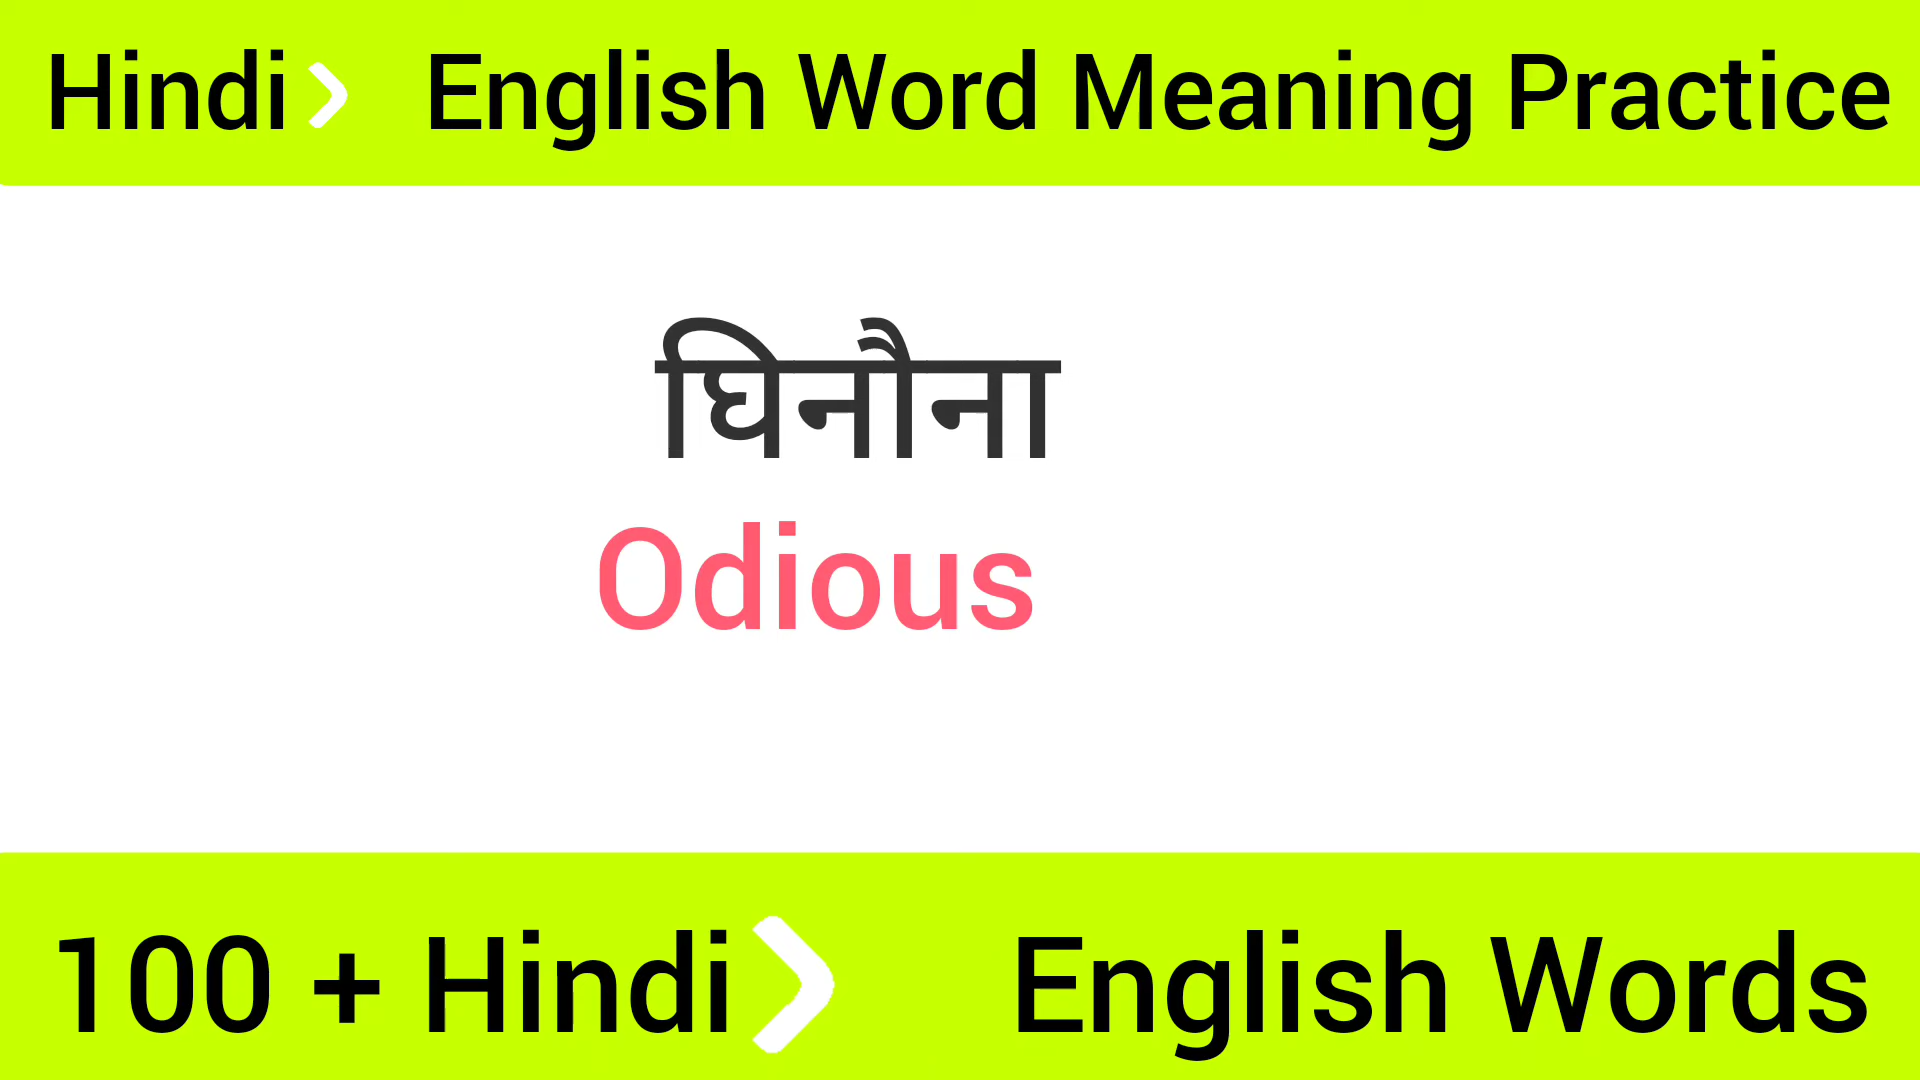 Hindi > English Word Meaning Practice
घिनौना
Odious
100 + Hindi > English Words